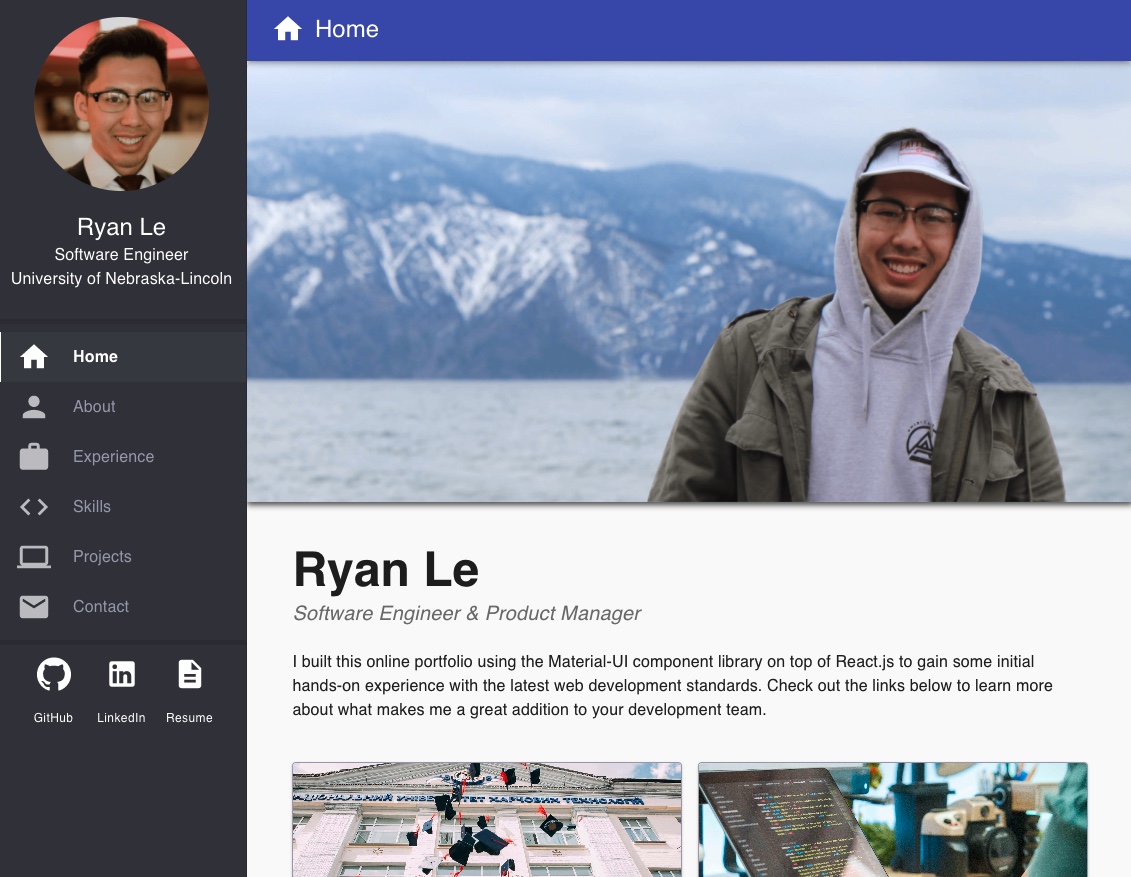 Ryan Le
Software Engineer
University of Nebraska-Lincoln
Home
About
Experience
Skills
Projects
Contact
GitHub
LinkedIn
Resume
Home
Ryan Le
Software Engineer & Product Manager
I built this online portfolio using the Material-UI component library on top of React.js to gain some initial
hands-on experience with the latest web development standards. Check out the links below to learn more
about what makes me a great addition to your development team.
ХАРЧОВИХ ТЕХНОЛОГІЙ